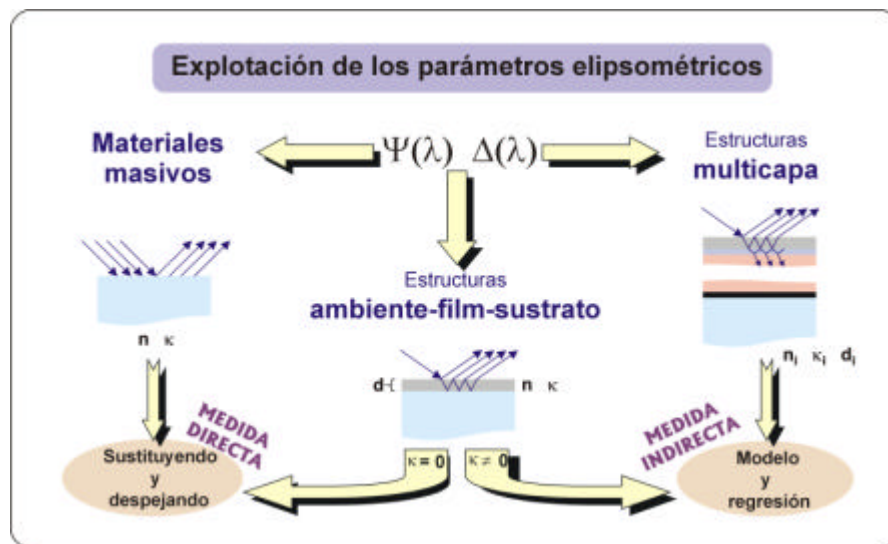 Explotación de los parámetros elipsométricos
Materiales
masivos
Ψ(λ) Δ(λ)
Estructuras
multicapa
Estructuras
ambiente-film-sustrato
n κ
d
n κ
nᵢ κᵢ dᵢ
MEDIDA
DIRECTA
MEDIDA
INDIRECTA
κ = 0
κ ≠ 0
Sustituyendo
y
despejando
Modelo
y
regresión